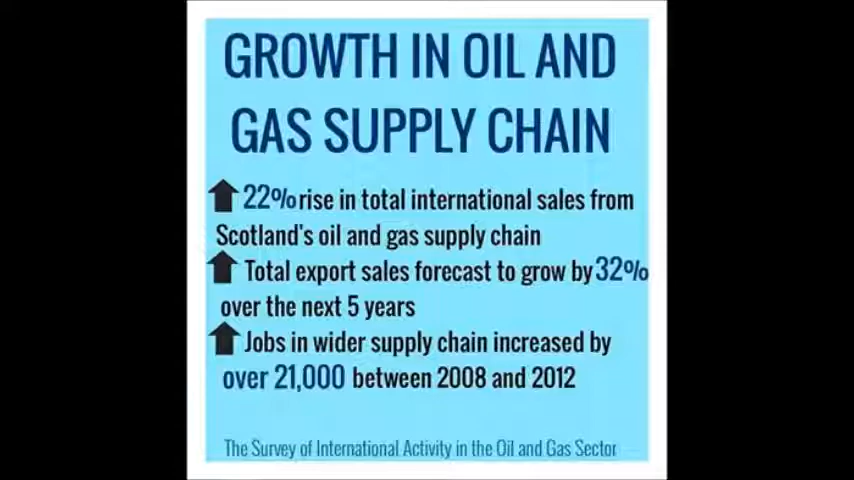 GROWTH IN OIL AND
GAS SUPPLY CHAIN
22% rise in total international sales from
Scotland's oil and gas supply chain
Total export sales forecast to grow by 32%
over the next 5 years
Jobs in wider supply chain increased by
over 21,000 between 2008 and 2012
The Survey of International Activity in the Oil and Gas Sector